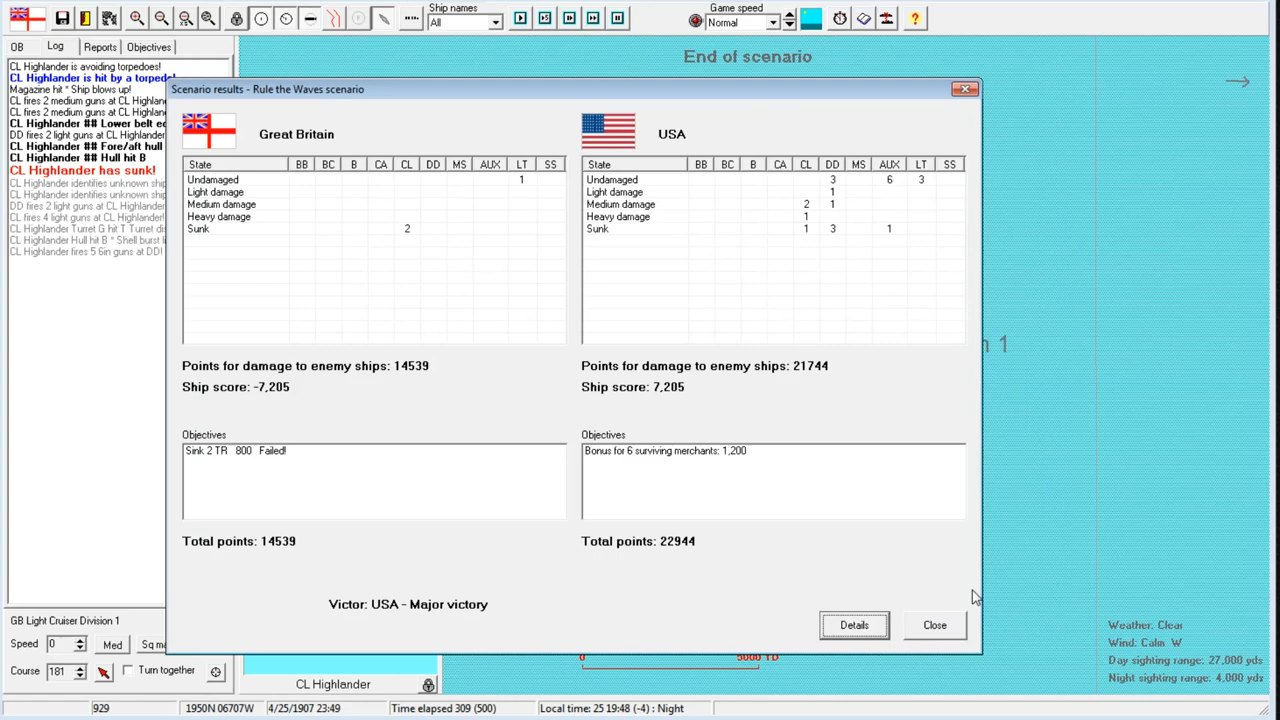 Ship names
All
Game speed
Normal
OB Log Reports Objectives
End of scenario
CL Highlander is avoiding torpedoes!
CL Highlander is hit by a torpedo
Magazine hit * Ship blows up!
CL fires 2 medium guns at CL Highlan
CL fires 2 medium guns at CL Highlan
CL Highlander ## Lower belt e
DD fires 2 light guns at CL Highlande
CL Highlander ## Fore/aft hull
CL Highlander ## Hull hit B
CL Highlander has sunk!
CL Highlander identifies unknown ship
CL Highlander identifies unknown ship
DD fires 2 light guns at CL Highlande
CL fires 4 light guns at CL Highlander!
CL Highlander Turret G hit T Turret di
CL Highlander Hull hit B * Shell burst i
CL Highlander fires 5 6in guns at DD!
Scenario results - Rule the Waves scenario
Great Britain
State BB BC B CA CL DD MS AUX LT SS
Undamaged 1
Light damage
Medium damage
Heavy damage
Sunk 2
Points for damage to enemy ships: 14539
Ship score: -7,205
Objectives
Sink 2 TR 800 Failed!
Total points: 14539
USA
State BB BC B CA CL DD MS AUX LT SS
Undamaged 3 6 3
Light damage 1
Medium damage 2 1
Heavy damage 1
Sunk 1 3 1
Points for damage to enemy ships: 21744
Ship score: 7,205
Objectives
Bonus for 6 surviving merchants: 1,200
Total points: 22944
Victor: USA - Major victory
Details Close
n 1
GB Light Cruiser Division 1
Speed 0 Med Sq ma
Course 181 Turn together
CL Highlander
0 5000 YD
Weather: Clear
Wind: Calm W
Day sighting range: 27,000 yds
Night sighting range: 4,000 yds
929 1950N 06707W 4/25/1907 23:49 Time elapsed 309 (500) Local time: 25 19:48 (-4) : Night